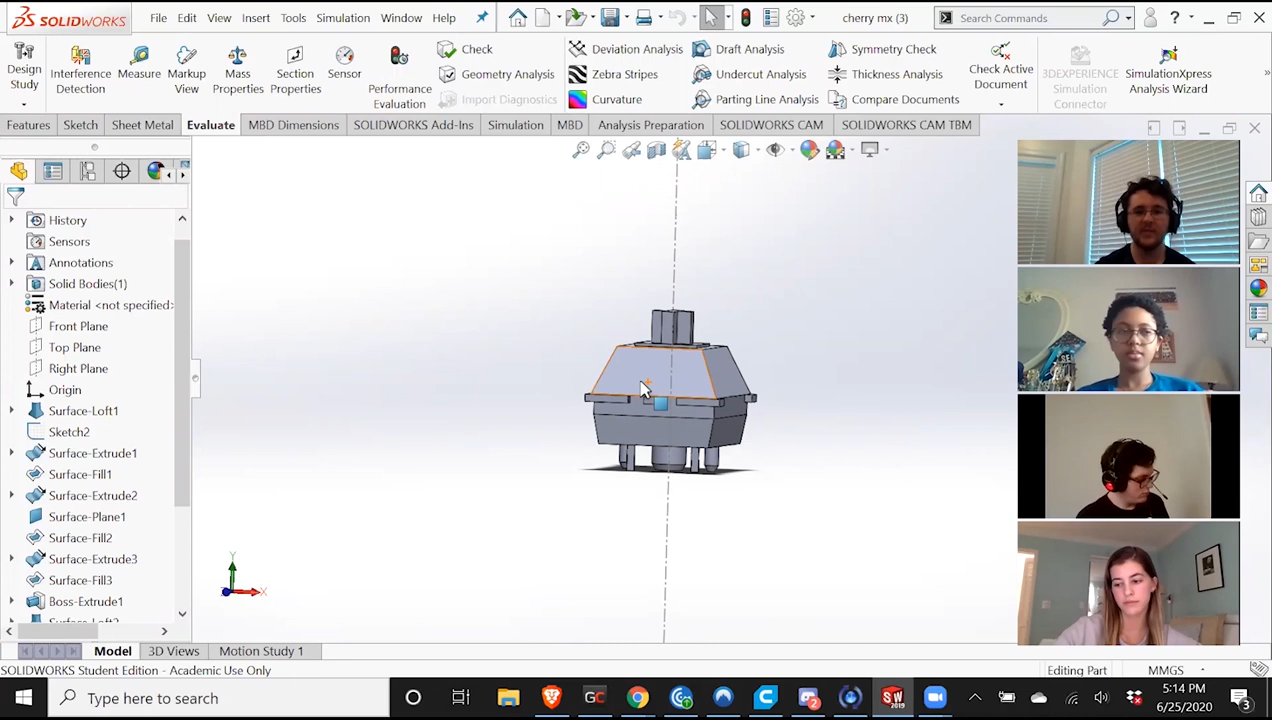 SOLIDWORKS File Edit View Insert Tools Simulation Window Help cherry mx (3) Search Commands
Design Study
Interference Detection
Measure
Markup View
Mass Properties
Section Properties
Sensor
Performance Evaluation
Check
Geometry Analysis
Import Diagnostics
Deviation Analysis
Zebra Stripes
Curvature
Draft Analysis
Undercut Analysis
Parting Line Analysis
Symmetry Check
Thickness Analysis
Compare Documents
Check Active Document
3DEXPERIENCE Simulation Connector
SimulationXpress Analysis Wizard
Features Sketch Sheet Metal Evaluate MBD Dimensions SOLIDWORKS Add-Ins Simulation MBD Analysis Preparation SOLIDWORKS CAM SOLIDWORKS CAM TBM
History
Sensors
Annotations
Solid Bodies(1)
Material <not specified>
Front Plane
Top Plane
Right Plane
Origin
Surface-Loft1
Sketch2
Surface-Extrude1
Surface-Fill1
Surface-Extrude2
Surface-Plane1
Surface-Fill2
Surface-Extrude3
Surface-Fill3
Boss-Extrude1
Y
X
Model 3D Views Motion Study 1
SOLIDWORKS Student Edition - Academic Use Only Editing Part MMGS
Type here to search
GC
SW
2019
2
5:14 PM
6/25/2020
3